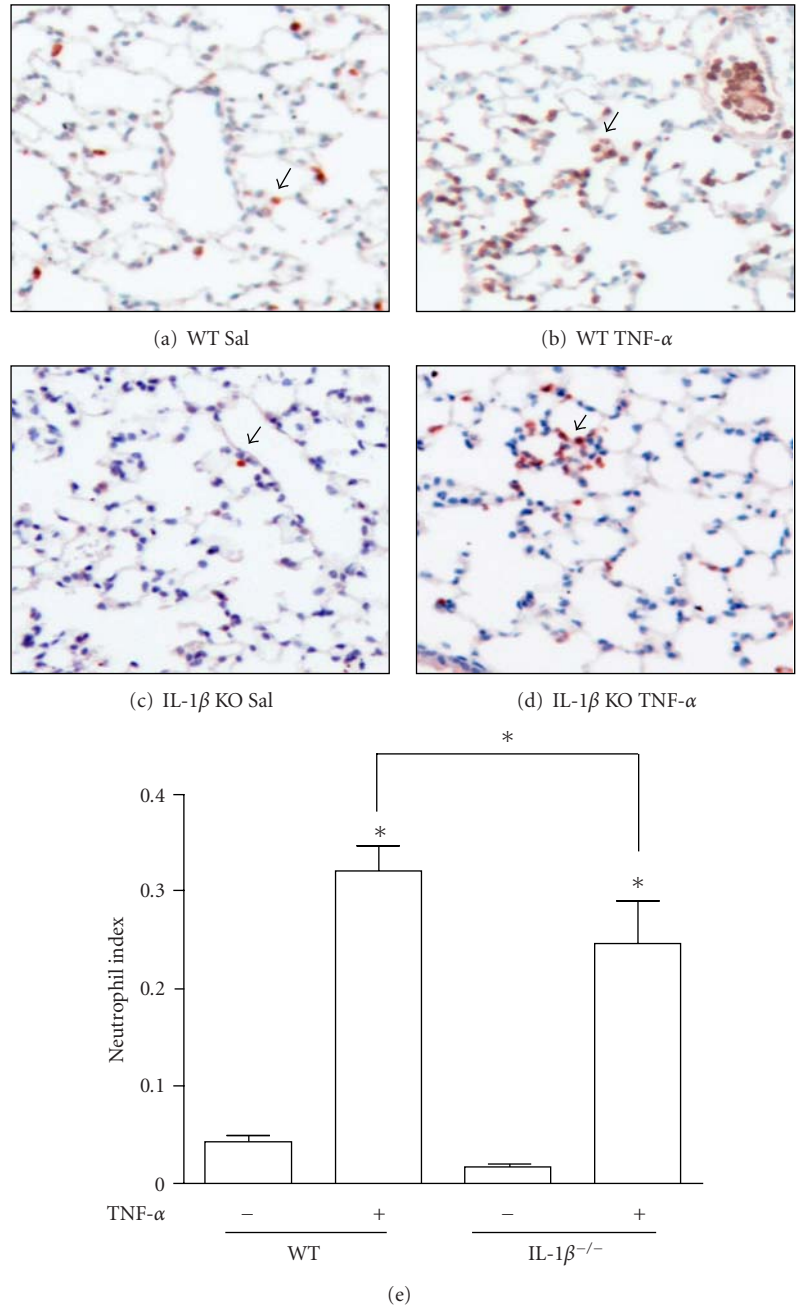 (a) WT Sal
(b) WT TNF-α
(c) IL-1β KO Sal
(d) IL-1β KO TNF-α
*
0.4
0.3
0.2
0.1
0
Neutrophil index
*
*
TNF-α − + − +
WT IL-1β−/−
(e)